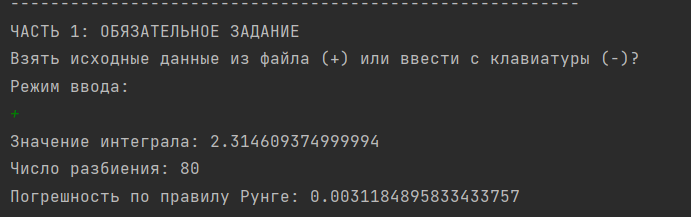 ------------------------------------------------------------
ЧАСТЬ 1: ОБЯЗАТЕЛЬНОЕ ЗАДАНИЕ
Взять исходные данные из файла (+) или ввести с клавиатуры (-)?
Режим ввода:
+
Значение интеграла: 2.314609374999994
Число разбиения: 80
Погрешность по правилу Рунге: 0.0031184895833433757